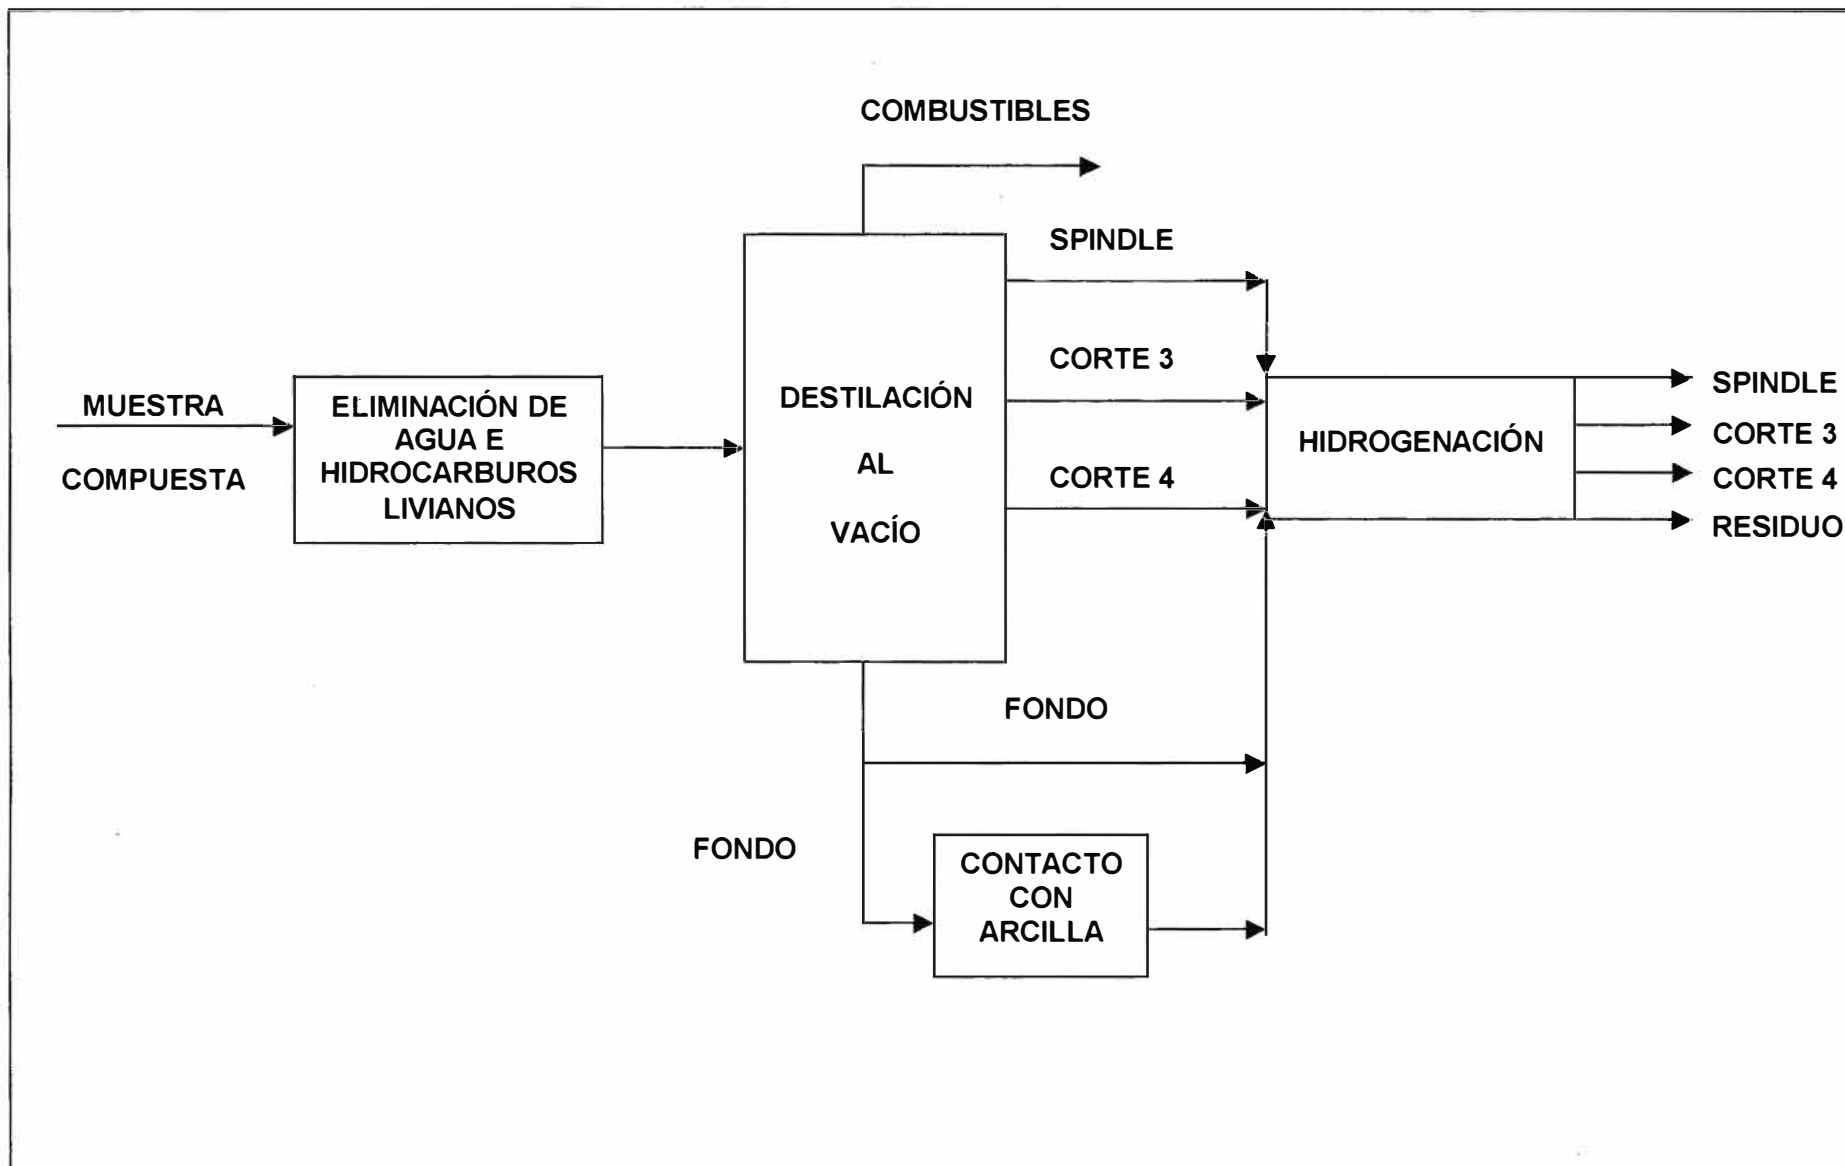 COMBUSTIBLES
SPINDLE
CORTE 3
CORTE 4
MUESTRA
COMPUESTA
ELIMINACIÓN DE
AGUA E
HIDROCARBUROS
LIVIANOS
DESTILACIÓN
AL
VACÍO
HIDROGENACIÓN
SPINDLE
CORTE 3
CORTE 4
RESIDUO
FONDO
FONDO
CONTACTO
CON
ARCILLA